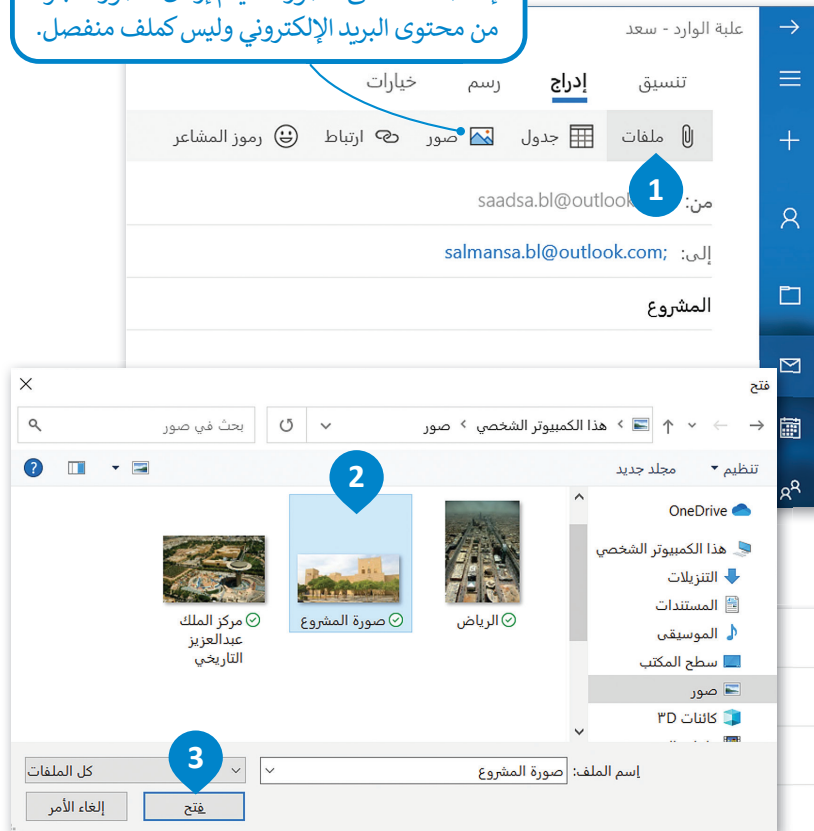 من محتوى البريد الإلكتروني وليس كملف منفصل.
علبة الوارد - سعد
تنسيق إدراج رسم خيارات
ملفات جدول صور ارتباط رموز المشاعر
1
من: saadsa.bl@outlook
إلى: salmansa.bl@outlook.com;
المشروع
فتح
هذا الكمبيوتر الشخصي صور بحث في صور
تنظيم مجلد جديد
2
OneDrive
هذا الكمبيوتر الشخصي
التنزيلات
المستندات
الموسيقى
سطح المكتب
صور
كائنات 3D
الرياض
صورة المشروع
مركز الملك
عبدالعزيز
التاريخي
3
إسم الملف: صورة المشروع كل الملفات
فتح إلغاء الأمر